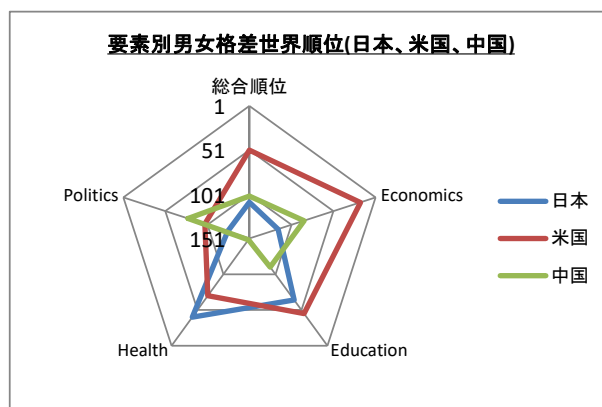 要素別男女格差世界順位(日本、米国、中国)
総合順位
1
51
101
151
Politics
Economics
Health
Education
日本
米国
中国